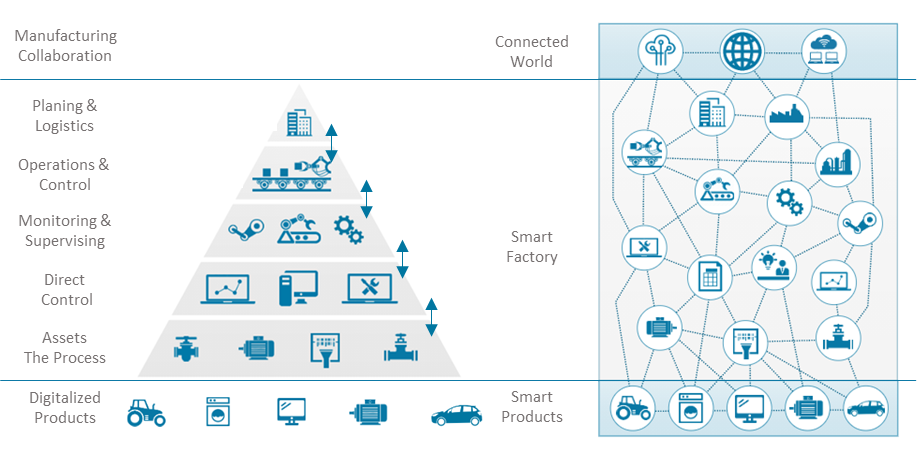 Manufacturing
Collaboration
Connected
World
Planing &
Logistics
Operations &
Control
Monitoring &
Supervising
Smart
Factory
Direct
Control
Assets
The Process
Digitalized
Products
Smart
Products